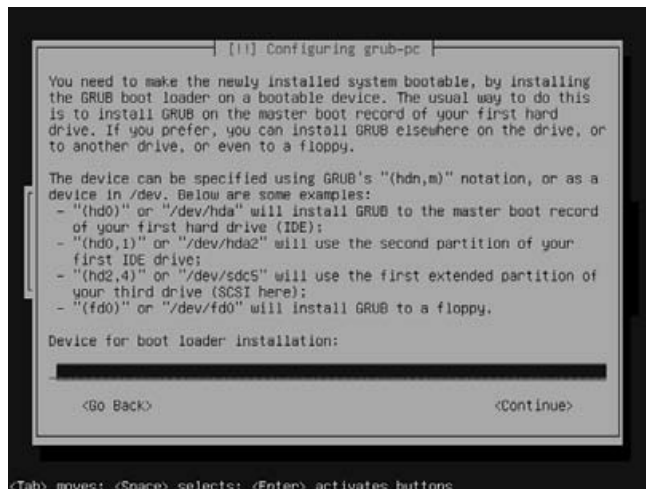 [!!] Configuring grub-pc
You need to make the newly installed system bootable, by installing
the GRUB boot loader on a bootable device. The usual way to do this
is to install GRUB on the master boot record of your first hard
drive. If you prefer, you can install GRUB elsewhere on the drive, or
to another drive, or even to a floppy.
The device can be specified using GRUB's "(hdn,m)" notation, or as a
device in /dev. Below are some examples:
- "(hd0)" or "/dev/hda" will install GRUB to the master boot record
of your first hard drive (IDE);
- "(hd0,1)" or "/dev/hda2" will use the second partition of your
first IDE drive;
- "(hd2,4)" or "/dev/sdc5" will use the first extended partition of
your third drive (SCSI here);
- "(fd0)" or "/dev/fd0" will install GRUB to a floppy.
Device for boot loader installation:
<Go Back> <Continue>
<Tab> moves; <Space> selects; <Enter> activates buttons